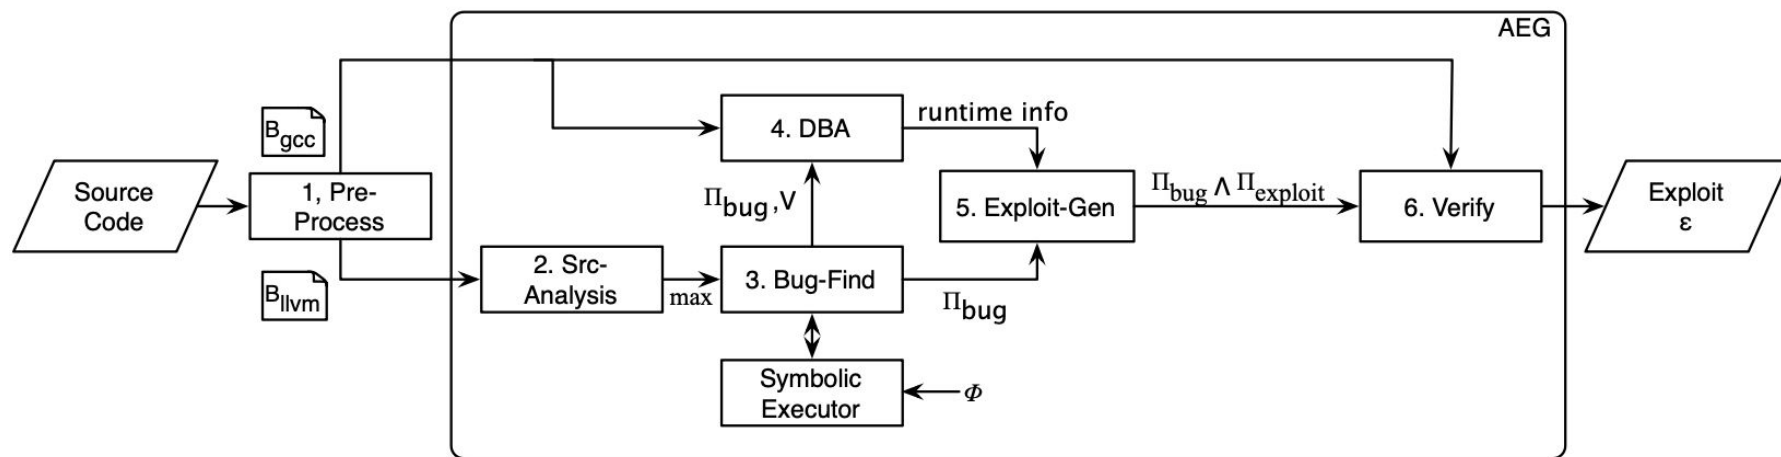 AEG
B_gcc
4. DBA
runtime info
Source
Code
1, Pre-
Process
Π_bug , V
5. Exploit-Gen
Π_bug ∧ Π_exploit
6. Verify
Exploit
ε
B_llvm
2. Src-
Analysis
max
3. Bug-Find
Π_bug
Symbolic
Executor
Φ